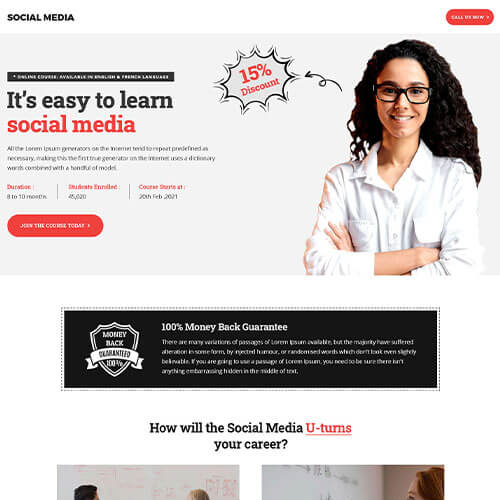 SOCIAL MEDIA
CALL US NOW >
* ONLINE COURSE: AVAILABLE IN ENGLISH & FRENCH LANGUAGE
It's easy to learn
social media
15%
Discount
All the Lorem Ipsum generators on the Internet tend to repeat predefined as
necessary, making this the first true generator on the Internet uses a dictionary
words combined with a handful of model.
Duration :
8 to 10 months
Students Enrolled :
45,020
Course Starts at :
20th Feb ,2021
JOIN THE COURSE TODAY >
MONEY
BACK
GUARANTEED
100%
100% Money Back Guarantee
There are many variations of passages of Lorem Ipsum available, but the majority have suffered
alteration in some form, by injected humour, or randomised words which don't look even slightly
believable. If you are going to use a passage of Lorem Ipsum, you need to be sure there isn't
anything embarrassing hidden in the middle of text.
How will the Social Media U-turns
your career?